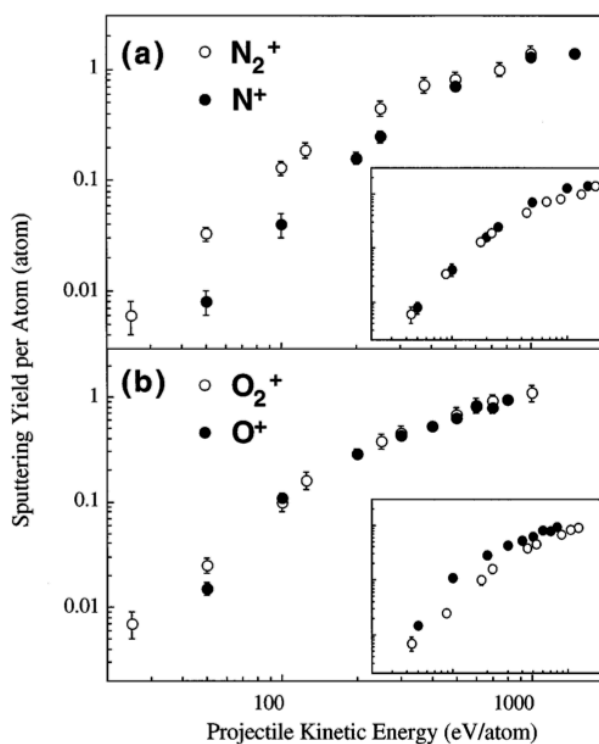 (a)
N₂⁺
N⁺
1
0.1
0.01
(b)
O₂⁺
O⁺
1
0.1
0.01
100
1000
Sputtering Yield per Atom (atom)
Projectile Kinetic Energy (eV/atom)